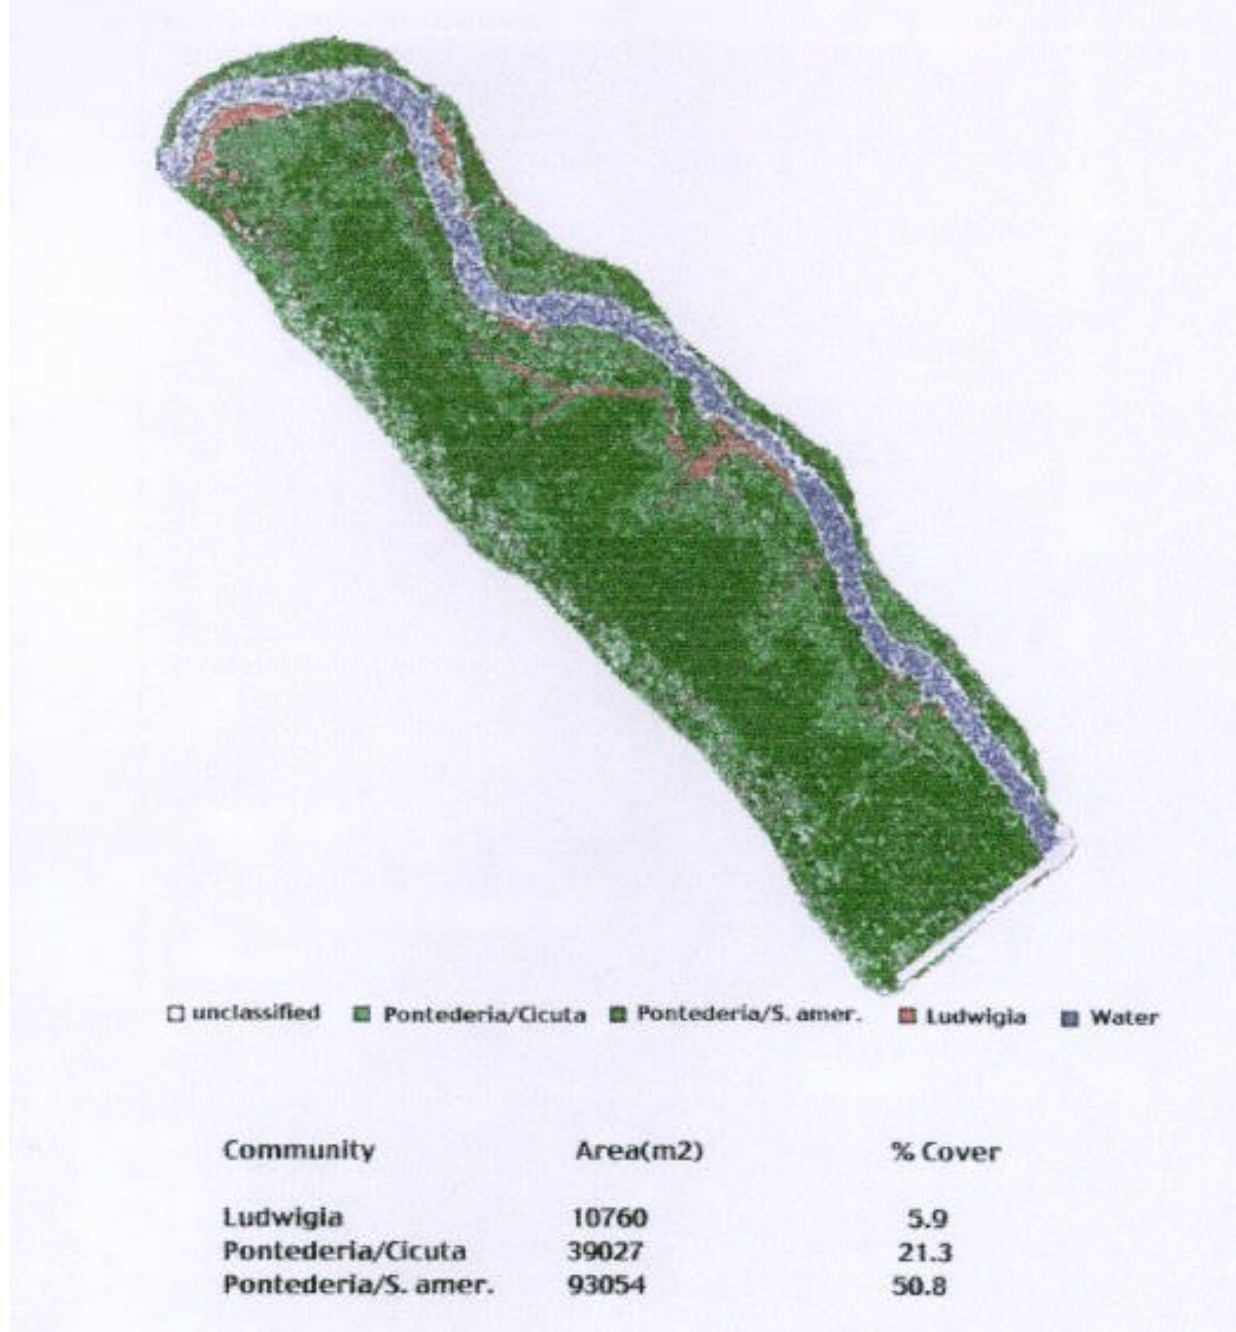 unclassified Pontederia/Cicuta Pontederia/S. amer. Ludwigia Water
Community Area(m2) % Cover
Ludwigia 10760 5.9
Pontederia/Cicuta 39027 21.3
Pontederia/S. amer. 93054 50.8